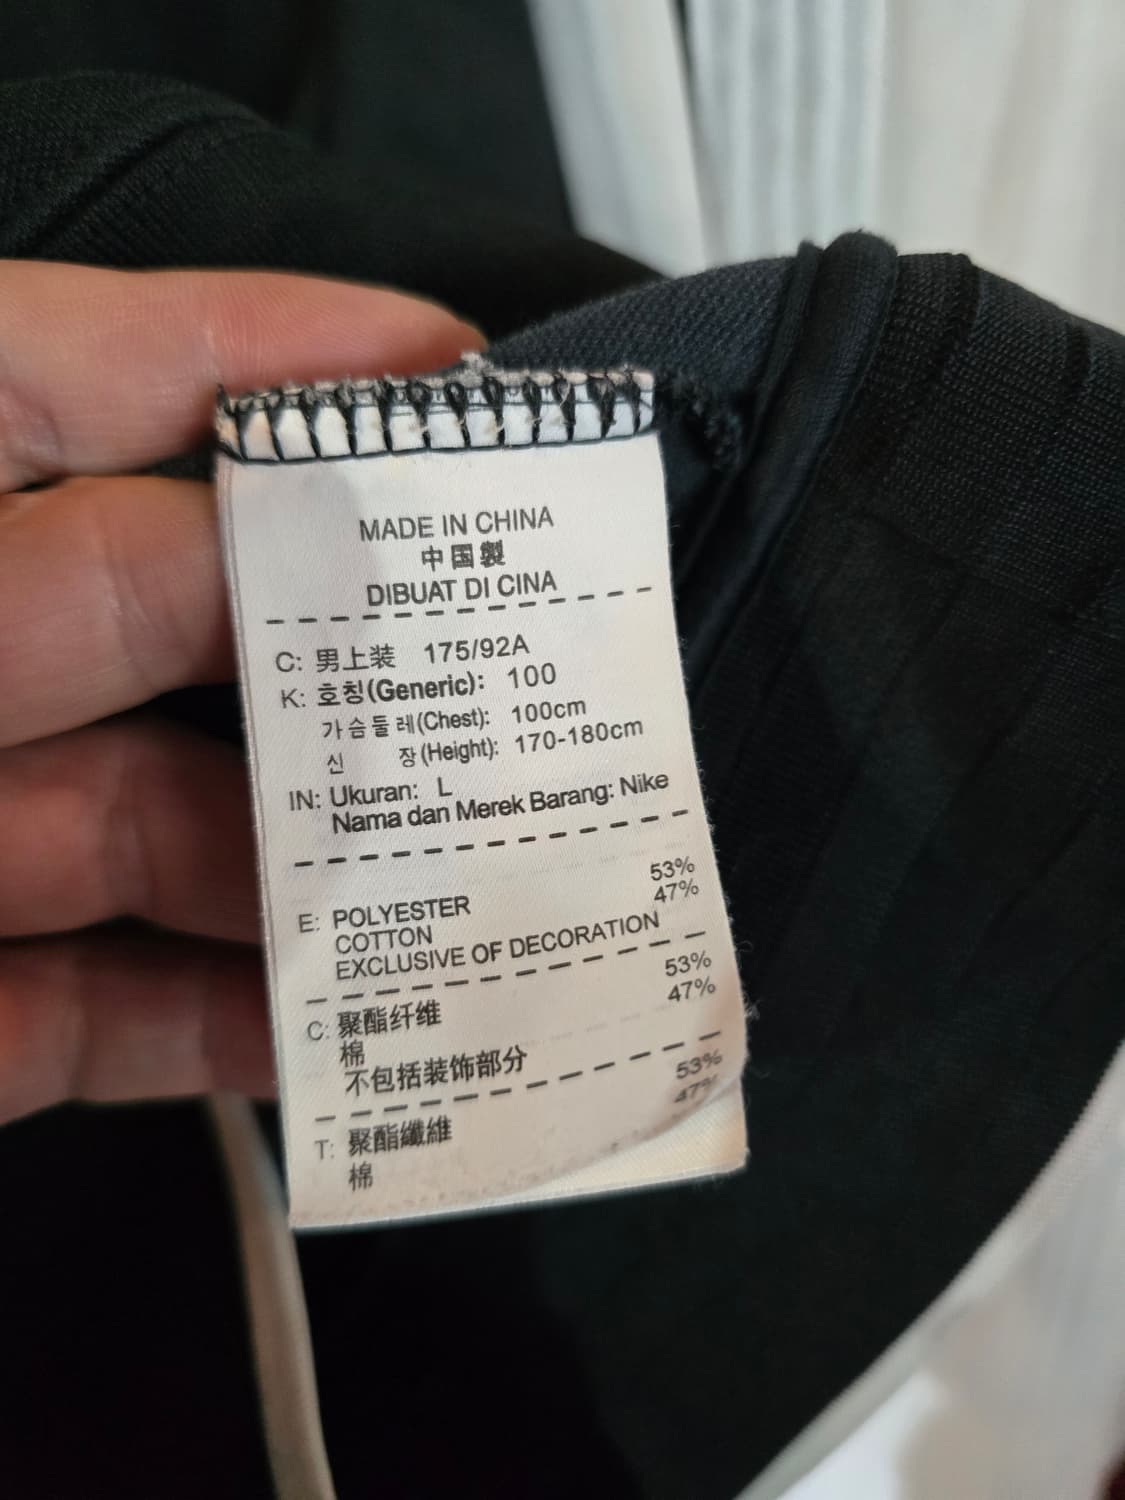 MADE IN CHINA
中国製
DIBUAT DI CINA
C: 男上装 175/92A
K: 호칭(Generic): 100
가슴둘레(Chest): 100cm
신 장(Height): 170-180cm
IN: Ukuran: L
Nama dan Merek Barang: Nike
53%
E: POLYESTER 47%
COTTON
EXCLUSIVE OF DECORATION
53%
C: 聚酯纤维 47%
棉
不包括装饰部分
53%
T: 聚酯纖維 47%
棉